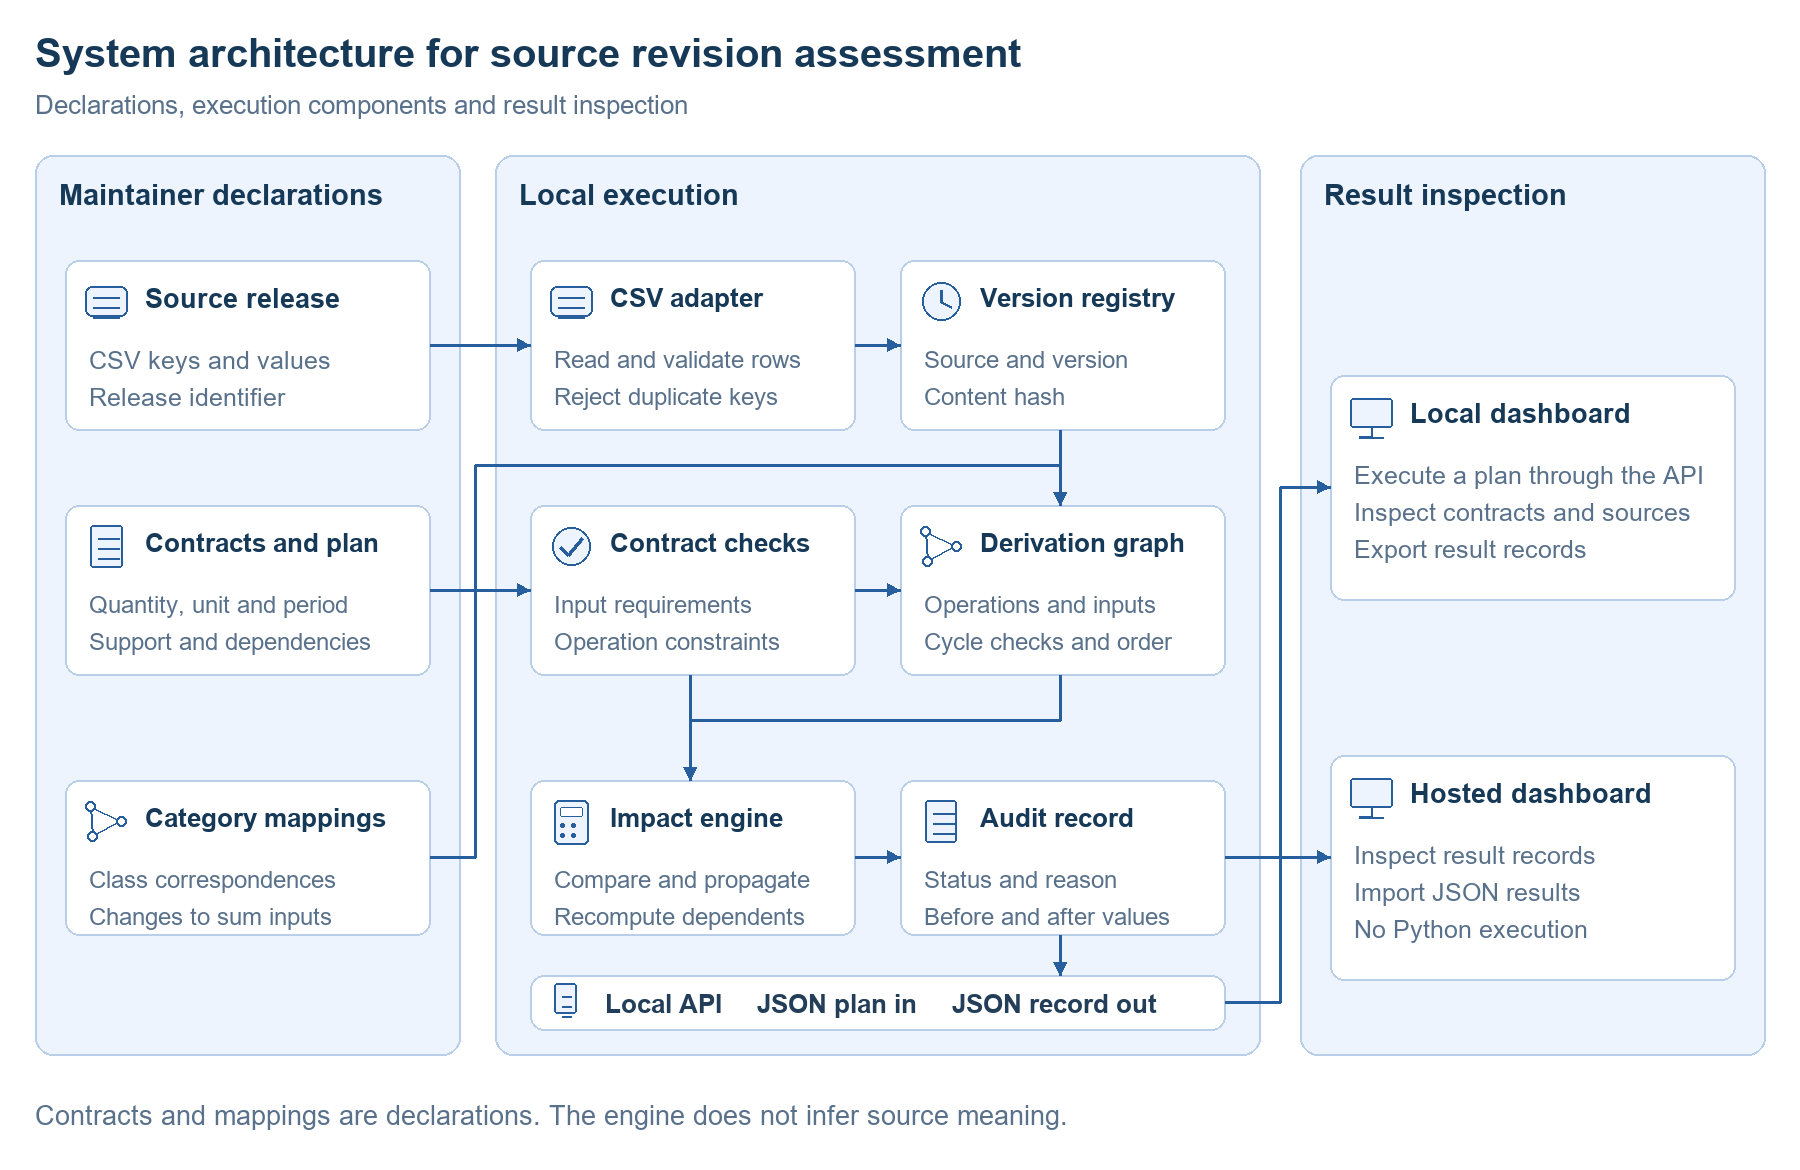 System architecture for source revision assessment
Declarations, execution components and result inspection
Maintainer declarations
Source release
CSV keys and values
Release identifier
Contracts and plan
Quantity, unit and period
Support and dependencies
Category mappings
Class correspondences
Changes to sum inputs
Local execution
CSV adapter
Read and validate rows
Reject duplicate keys
Version registry
Source and version
Content hash
Contract checks
Input requirements
Operation constraints
Derivation graph
Operations and inputs
Cycle checks and order
Impact engine
Compare and propagate
Recompute dependents
Audit record
Status and reason
Before and after values
Local API JSON plan in JSON record out
Result inspection
Local dashboard
Execute a plan through the API
Inspect contracts and sources
Export result records
Hosted dashboard
Inspect result records
Import JSON results
No Python execution
Contracts and mappings are declarations. The engine does not infer source meaning.